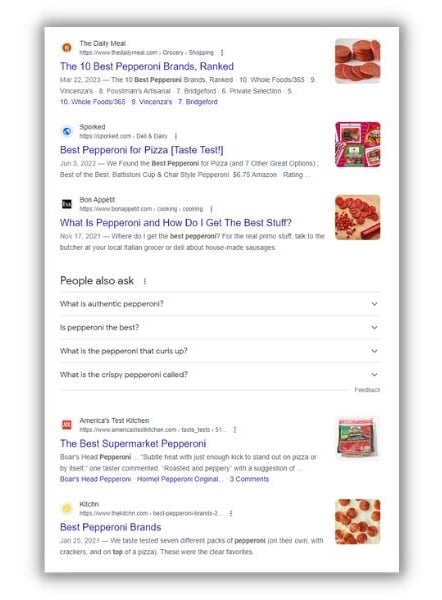 The Daily Meal
https://www.thedailymeal.com › Grocery › Shopping
The 10 Best Pepperoni Brands, Ranked
Mar 22, 2023 — The 10 Best Pepperoni Brands, Ranked · 10. Whole Foods/365 · 9.
Vincenza's · 8. Foustman's Artisanal · 7. Bridgeford · 6. Private Selection · 5
10. Whole Foods/365 · 9. Vincenza's · 7. Bridgeford
Sporked
https://sporked.com › Deli & Dairy
Best Pepperoni for Pizza [Taste Test!]
Jun 3, 2022 — We Found the Best Pepperoni for Pizza (and 7 Other Great Options) ;
Best of the Best. Battistoni Cup & Char Style Pepperoni. $6.75 Amazon · Rating ...
Bon Appétit
https://www.bonappetit.com › cooking › cooking
What Is Pepperoni and How Do I Get The Best Stuff?
Nov 17, 2021 — Where do I get the best pepperoni? For the real primo stuff, talk to the
butcher at your local Italian grocer or deli about house-made sausages.
People also ask
What is authentic pepperoni?
Is pepperoni the best?
What is the pepperoni that curls up?
What is the crispy pepperoni called?
Feedback
America's Test Kitchen
https://www.americastestkitchen.com › taste_tests › 51...
The Best Supermarket Pepperoni
Boar's Head Pepperoni ... "Subtle heat with just enough kick to stand out on pizza or
by itself," one taster commented. "Roasted and peppery" with a suggestion of ...
Boar's Head Pepperoni · Hormel Pepperoni Original... · 3 Comments
Kitchn
https://www.thekitchn.com › best-pepperoni-brands-2...
Best Pepperoni Brands
Jan 25, 2021 — We taste tested seven different packs of pepperoni (on their own, with
crackers, and on top of a pizza). These were the clear favorites.